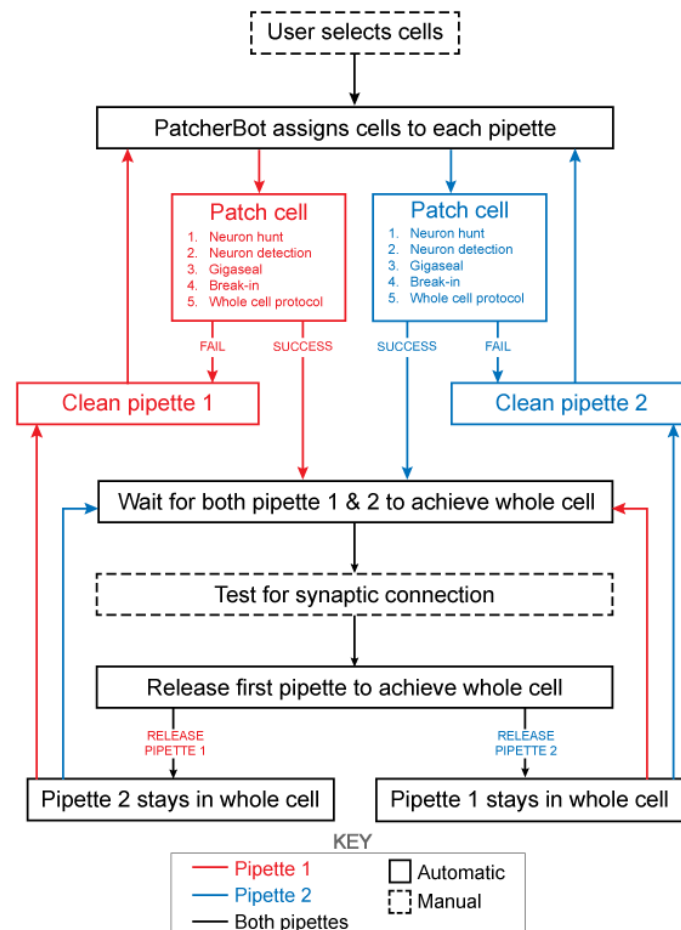 User selects cells
PatcherBot assigns cells to each pipette
Patch cell
1. Neuron hunt
2. Neuron detection
3. Gigaseal
4. Break-in
5. Whole cell protocol
Patch cell
1. Neuron hunt
2. Neuron detection
3. Gigaseal
4. Break-in
5. Whole cell protocol
FAIL
SUCCESS
SUCCESS
FAIL
Clean pipette 1
Clean pipette 2
Wait for both pipette 1 & 2 to achieve whole cell
Test for synaptic connection
Release first pipette to achieve whole cell
RELEASE
PIPETTE 1
RELEASE
PIPETTE 2
Pipette 2 stays in whole cell
Pipette 1 stays in whole cell
KEY
Pipette 1
Pipette 2
Both pipettes
Automatic
Manual